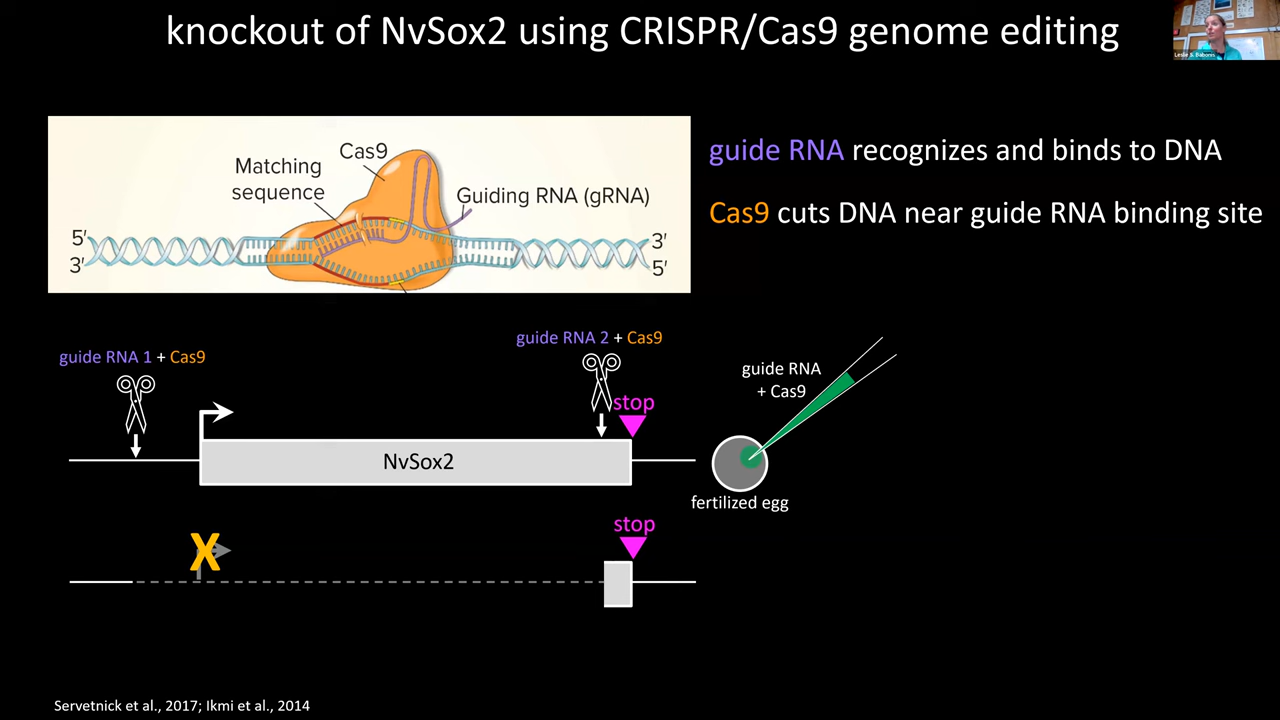 knockout of NvSox2 using CRISPR/Cas9 genome editing
Leslie S. Babonis
Cas9
Matching
sequence
Guiding RNA (gRNA)
5'
3'
3'
5'
guide RNA recognizes and binds to DNA
Cas9 cuts DNA near guide RNA binding site
guide RNA 1 + Cas9
guide RNA 2 + Cas9
stop
NvSox2
guide RNA
+ Cas9
fertilized egg
stop
X
Servetnick et al., 2017; Ikmi et al., 2014